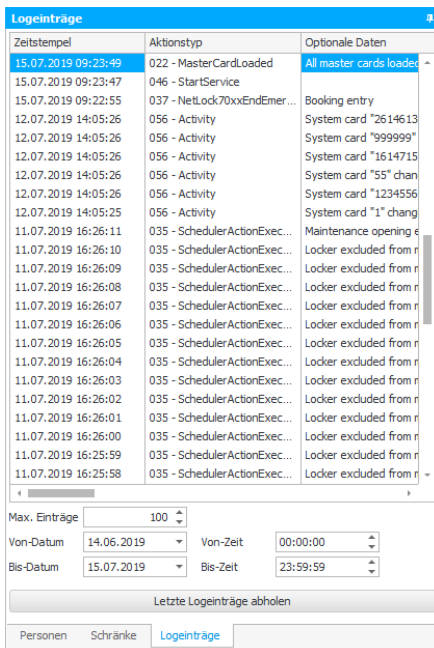 Logeinträge
Zeitstempel Aktionstyp Optionale Daten
15.07.2019 09:23:49 022 - MasterCardLoaded All master cards loaded
15.07.2019 09:23:47 046 - StartService
15.07.2019 09:22:55 037 - NetLock70xxEndEmer... Booking entry
12.07.2019 14:05:26 056 - Activity System card "2614613
12.07.2019 14:05:26 056 - Activity System card "999999"
12.07.2019 14:05:26 056 - Activity System card "1614715
12.07.2019 14:05:26 056 - Activity System card "55" chan
12.07.2019 14:05:26 056 - Activity System card "1234556
12.07.2019 14:05:25 056 - Activity System card "1" chang
11.07.2019 16:26:11 035 - SchedulerActionExec... Maintenance opening e
11.07.2019 16:26:10 035 - SchedulerActionExec... Locker excluded from r
11.07.2019 16:26:09 035 - SchedulerActionExec... Locker excluded from r
11.07.2019 16:26:08 035 - SchedulerActionExec... Locker excluded from r
11.07.2019 16:26:07 035 - SchedulerActionExec... Locker excluded from r
11.07.2019 16:26:06 035 - SchedulerActionExec... Locker excluded from r
11.07.2019 16:26:05 035 - SchedulerActionExec... Locker excluded from r
11.07.2019 16:26:04 035 - SchedulerActionExec... Locker excluded from r
11.07.2019 16:26:03 035 - SchedulerActionExec... Locker excluded from r
11.07.2019 16:26:02 035 - SchedulerActionExec... Locker excluded from r
11.07.2019 16:26:01 035 - SchedulerActionExec... Locker excluded from r
11.07.2019 16:26:00 035 - SchedulerActionExec... Locker excluded from r
11.07.2019 16:25:59 035 - SchedulerActionExec... Locker excluded from r
11.07.2019 16:25:58 035 - SchedulerActionExec... Locker excluded from r
Max. Einträge 100
Von-Datum 14.06.2019 Von-Zeit 00:00:00
Bis-Datum 15.07.2019 Bis-Zeit 23:59:59
Letzte Logeinträge abholen
Personen Schränke Logeinträge